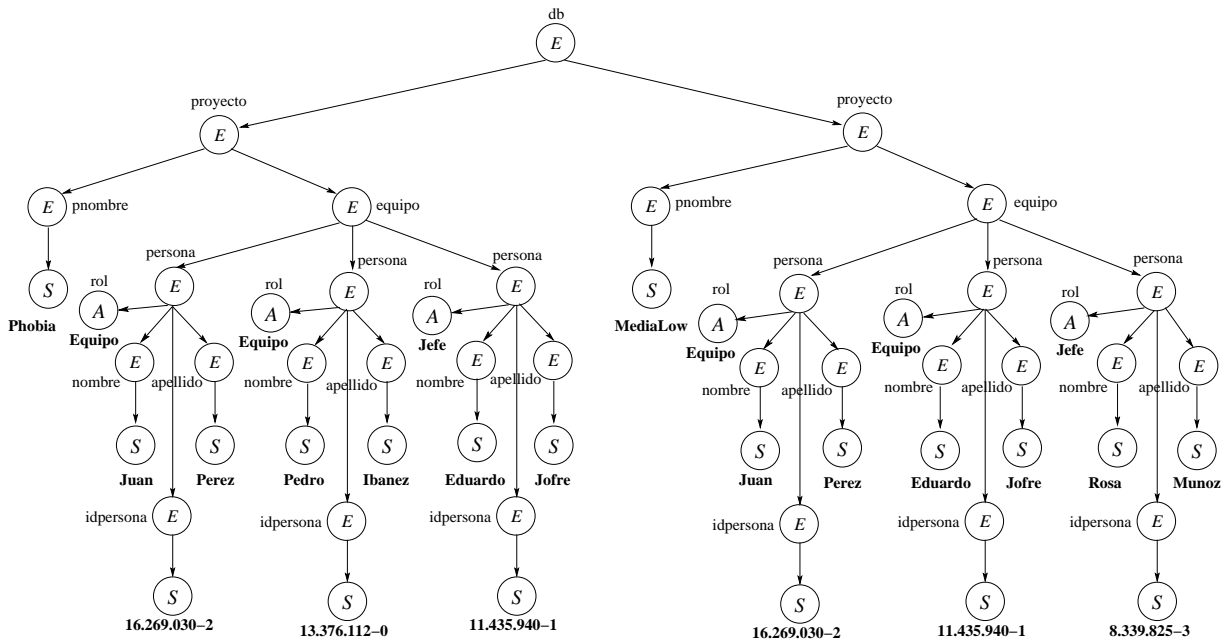 db
E
proyecto
proyecto
E
E
E pnombre
E equipo
E pnombre
E equipo
persona
persona
persona
persona
persona
persona
S
rol
E
rol
E
rol
E
S
rol
E
rol
E
rol
E
Phobia
A
A
A
MediaLow
A
A
A
Equipo
Equipo
Jefe
Equipo
Equipo
Jefe
E
E
E
E
E
E
E
E
E
E
E
E
nombre
apellido
nombre
apellido
nombre
apellido
nombre
apellido
nombre
apellido
nombre
apellido
S
S
S
S
S
S
S
S
S
S
S
S
Juan
Perez
Pedro
Ibanez
Eduardo
Jofre
Juan
Perez
Eduardo
Jofre
Rosa
Munoz
idpersona E
idpersona E
idpersona E
idpersona E
idpersona E
idpersona E
S
S
S
S
S
S
16.269.030–2
13.376.112–0
11.435.940–1
16.269.030–2
11.435.940–1
8.339.825–3